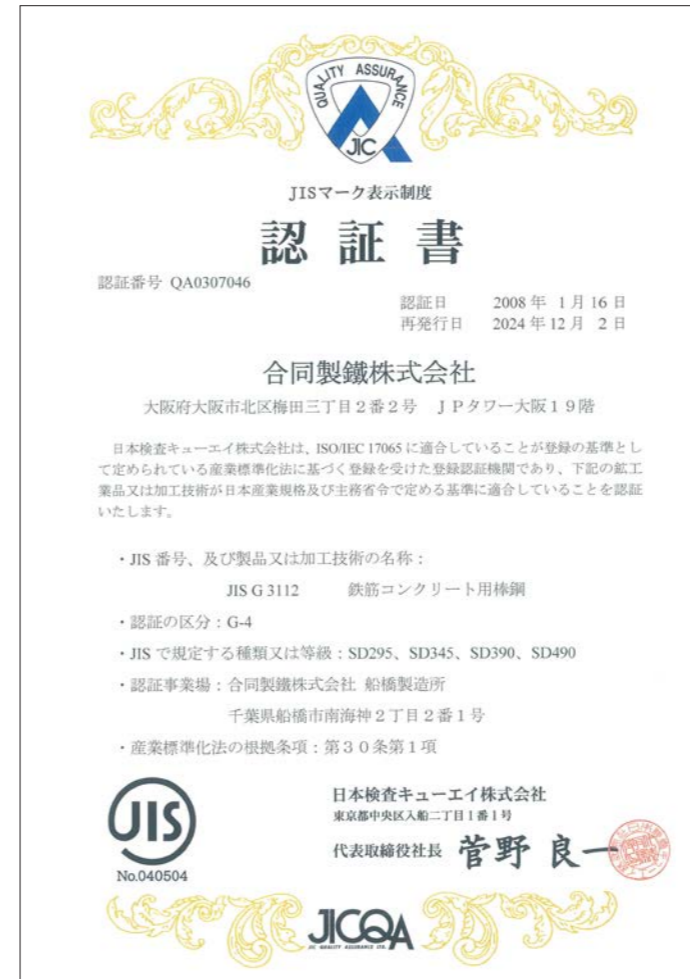 QUALITY ASSURANCE
JIC
JISマーク表示制度
認証書
認証番号 QA0307046
認証日 2008年 1月16日
再発行日 2024年12月 2日
合同製鐵株式会社
大阪府大阪市北区梅田三丁目2番2号 JPタワー大阪19階
日本検査キューエイ株式会社は、ISO/IEC 17065 に適合していることが登録の基準とし
て定められている産業標準化法に基づく登録を受けた登録認証機関であり、下記の鉱工
業品又は加工技術が日本産業規格及び主務省令で定める基準に適合していることを認証
いたします。
・JIS 番号、及び製品又は加工技術の名称:
JIS G 3112 鉄筋コンクリート用棒鋼
・認証の区分:G-4
・JIS で規定する種類又は等級:SD295、SD345、SD390、SD490
・認証事業場:合同製鐵株式会社 船橋製造所
千葉県船橋市南海神2丁目2番1号
・産業標準化法の根拠条項:第30条第1項
JIS
No.040504
日本検査キューエイ株式会社
東京都中央区入船二丁目1番1号
代表取締役社長 菅野 良一
JICQA
JIC QUALITY ASSURANCE LTD.